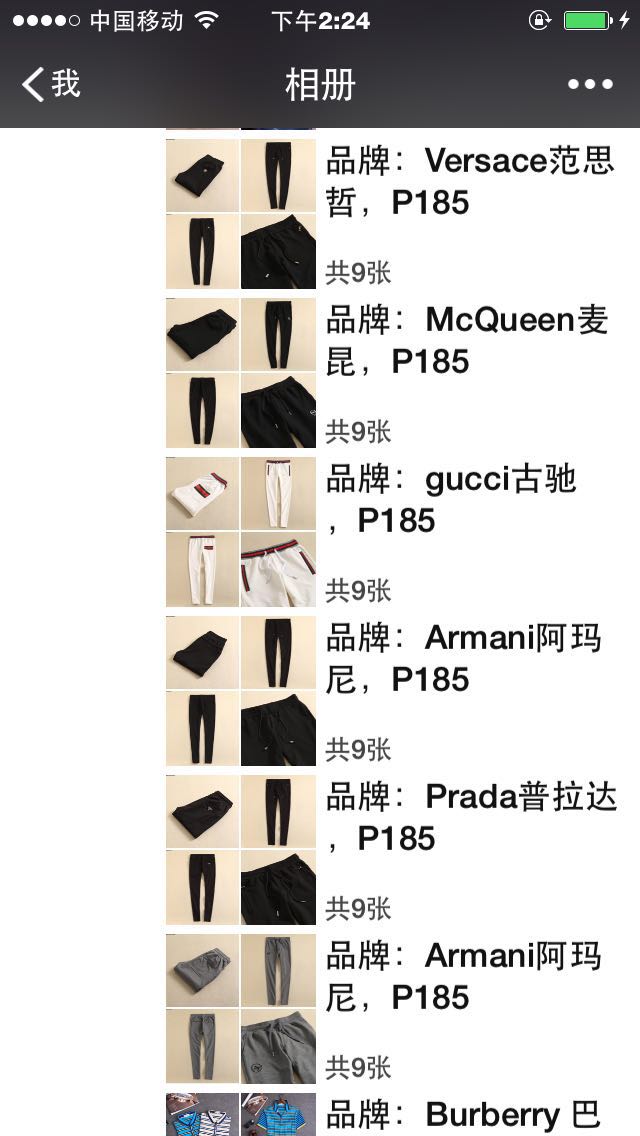 中国移动 下午2:24
我 相册
品牌：Versace范思
哲，P185
共9张
品牌：McQueen麦
昆，P185
共9张
品牌：gucci古驰
，P185
共9张
品牌：Armani阿玛
尼，P185
共9张
品牌：Prada普拉达
，P185
共9张
品牌：Armani阿玛
尼，P185
共9张
品牌：Burberry 巴